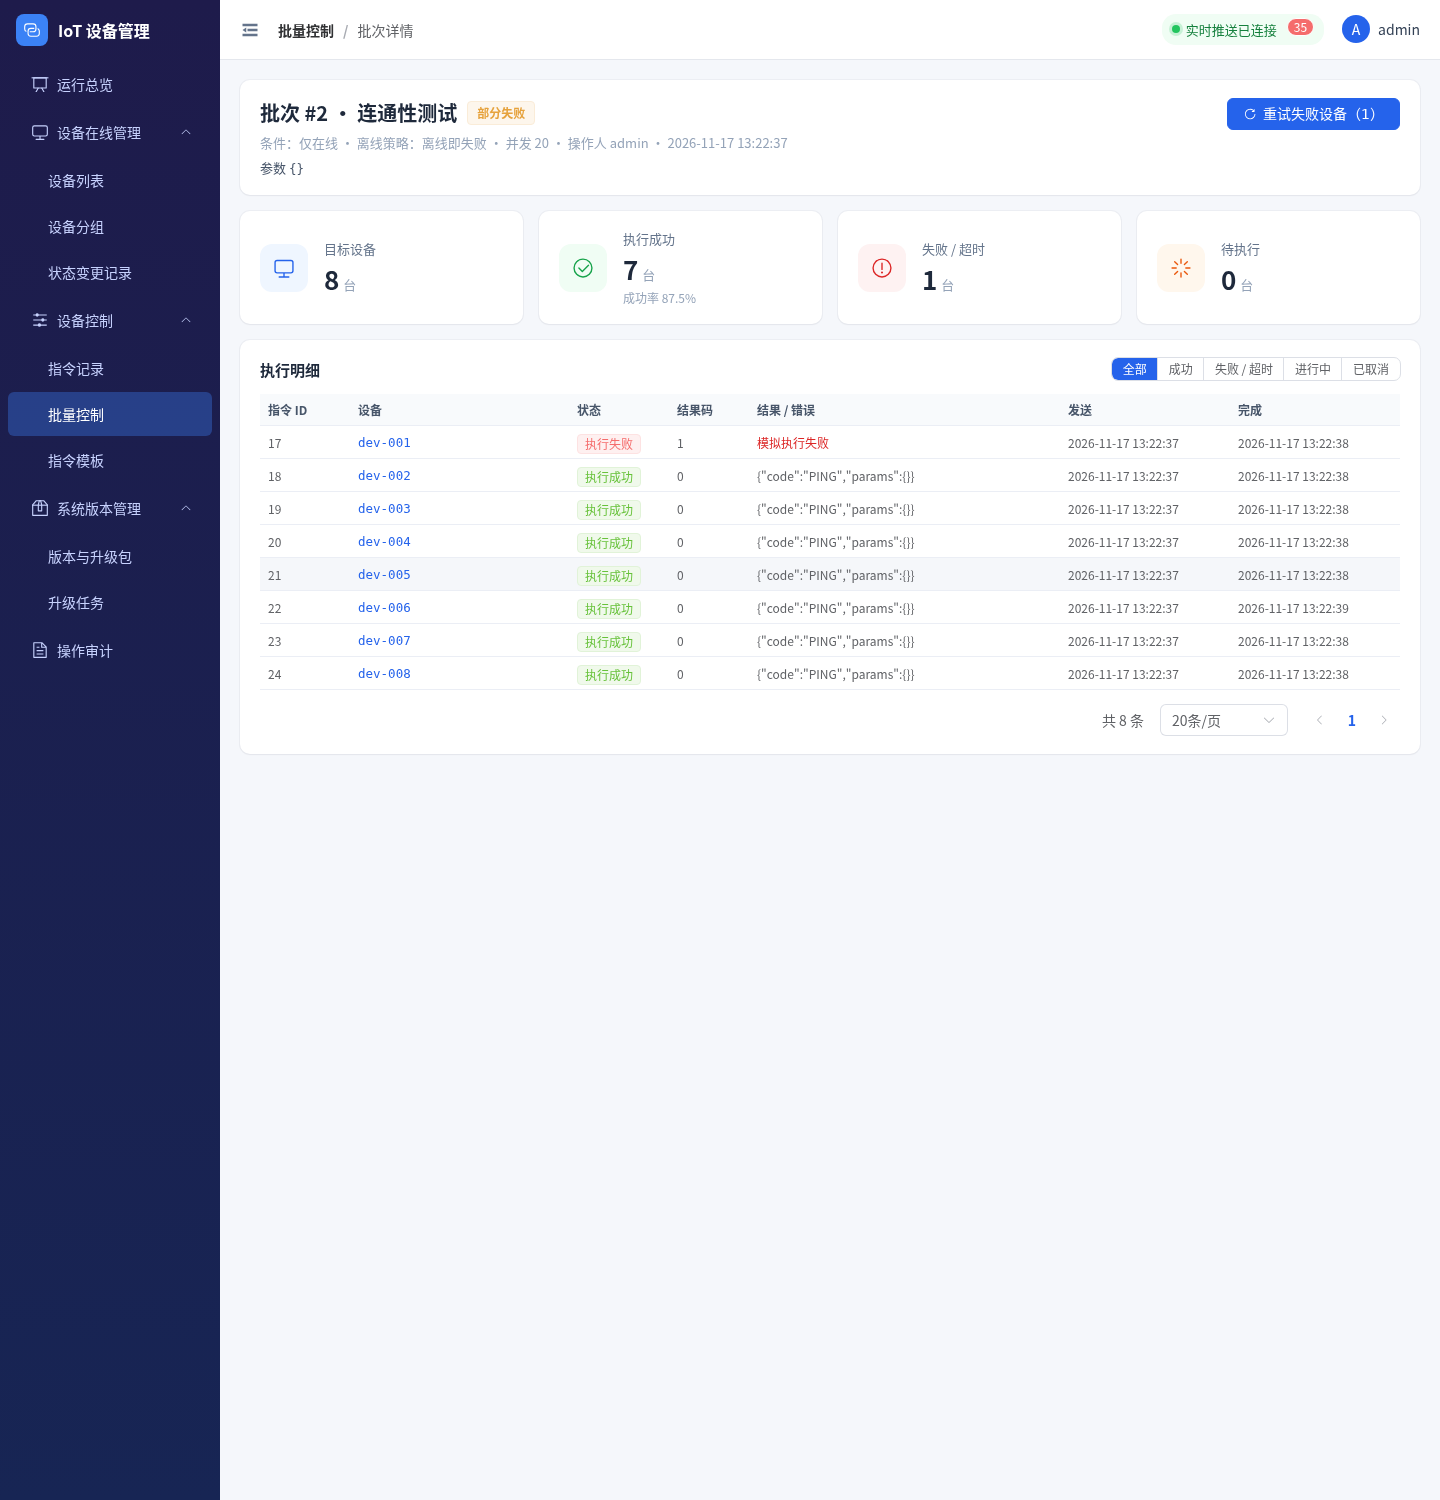 IoT 设备管理
运行总览
设备在线管理
设备列表
设备分组
状态变更记录
设备控制
指令记录
批量控制
指令模板
系统版本管理
版本与升级包
升级任务
操作审计
批量控制 / 批次详情
实时推送已连接 35
A admin
批次 #2 · 连通性测试 部分失败
重试失败设备（1）
条件：仅在线 · 离线策略：离线即失败 · 并发 20 · 操作人 admin · 2026-11-17 13:22:37
参数 {}
目标设备
8 台
执行成功
7 台
成功率 87.5%
失败 / 超时
1 台
待执行
0 台
执行明细
全部 成功 失败 / 超时 进行中 已取消
指令 ID 设备 状态 结果码 结果 / 错误 发送 完成
17 dev-001 执行失败 1 模拟执行失败 2026-11-17 13:22:37 2026-11-17 13:22:38
18 dev-002 执行成功 0 {"code":"PING","params":{}} 2026-11-17 13:22:37 2026-11-17 13:22:38
19 dev-003 执行成功 0 {"code":"PING","params":{}} 2026-11-17 13:22:37 2026-11-17 13:22:38
20 dev-004 执行成功 0 {"code":"PING","params":{}} 2026-11-17 13:22:37 2026-11-17 13:22:38
21 dev-005 执行成功 0 {"code":"PING","params":{}} 2026-11-17 13:22:37 2026-11-17 13:22:38
22 dev-006 执行成功 0 {"code":"PING","params":{}} 2026-11-17 13:22:37 2026-11-17 13:22:39
23 dev-007 执行成功 0 {"code":"PING","params":{}} 2026-11-17 13:22:37 2026-11-17 13:22:38
24 dev-008 执行成功 0 {"code":"PING","params":{}} 2026-11-17 13:22:37 2026-11-17 13:22:38
共 8 条 20条/页 1